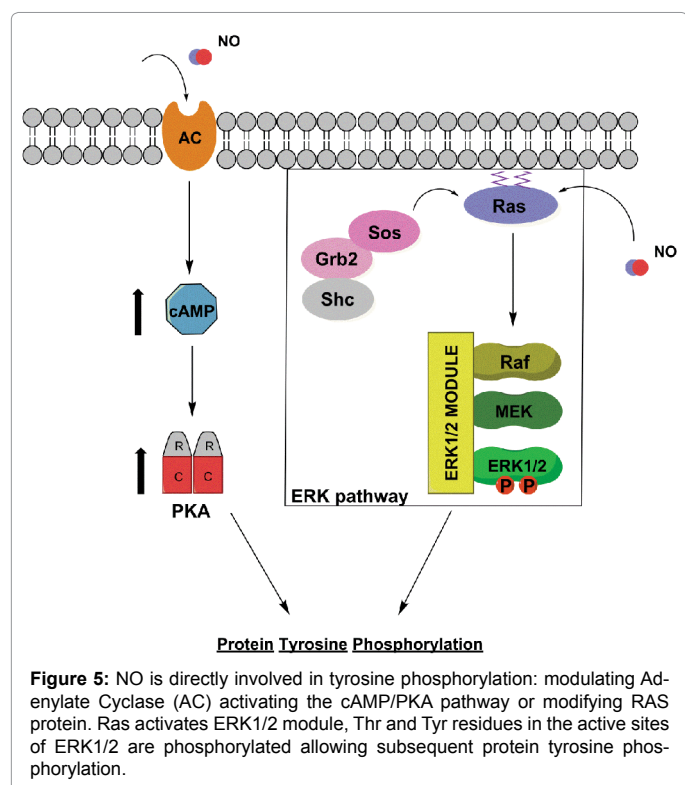 NO
AC
Sos
Ras
Grb2
NO
Shc
cAMP
Raf
ERK1/2 MODULE
MEK
R R
C C
ERK1/2
P P
PKA
ERK pathway
Protein Tyrosine Phosphorylation
Figure 5: NO is directly involved in tyrosine phosphorylation: modulating Ad-
enylate Cyclase (AC) activating the cAMP/PKA pathway or modifying RAS
protein. Ras activates ERK1/2 module, Thr and Tyr residues in the active sites
of ERK1/2 are phosphorylated allowing subsequent protein tyrosine phos-
phorylation.